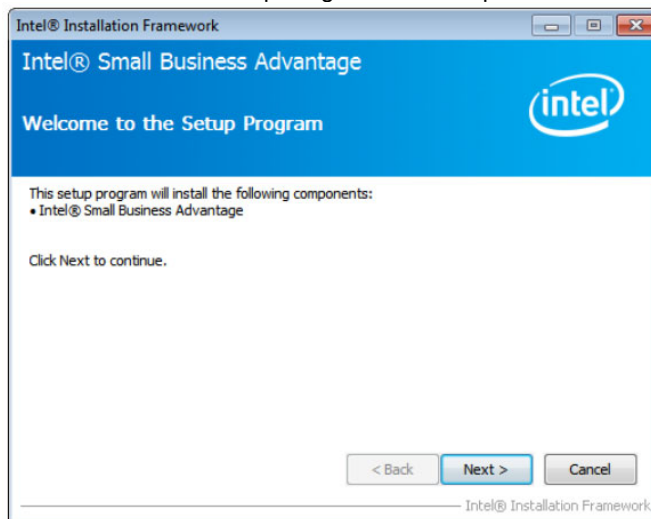 Intel® Installation Framework
Intel® Small Business Advantage
Welcome to the Setup Program
intel
This setup program will install the following components:
• Intel® Small Business Advantage
Click Next to continue.
< Back Next > Cancel
Intel® Installation Framework